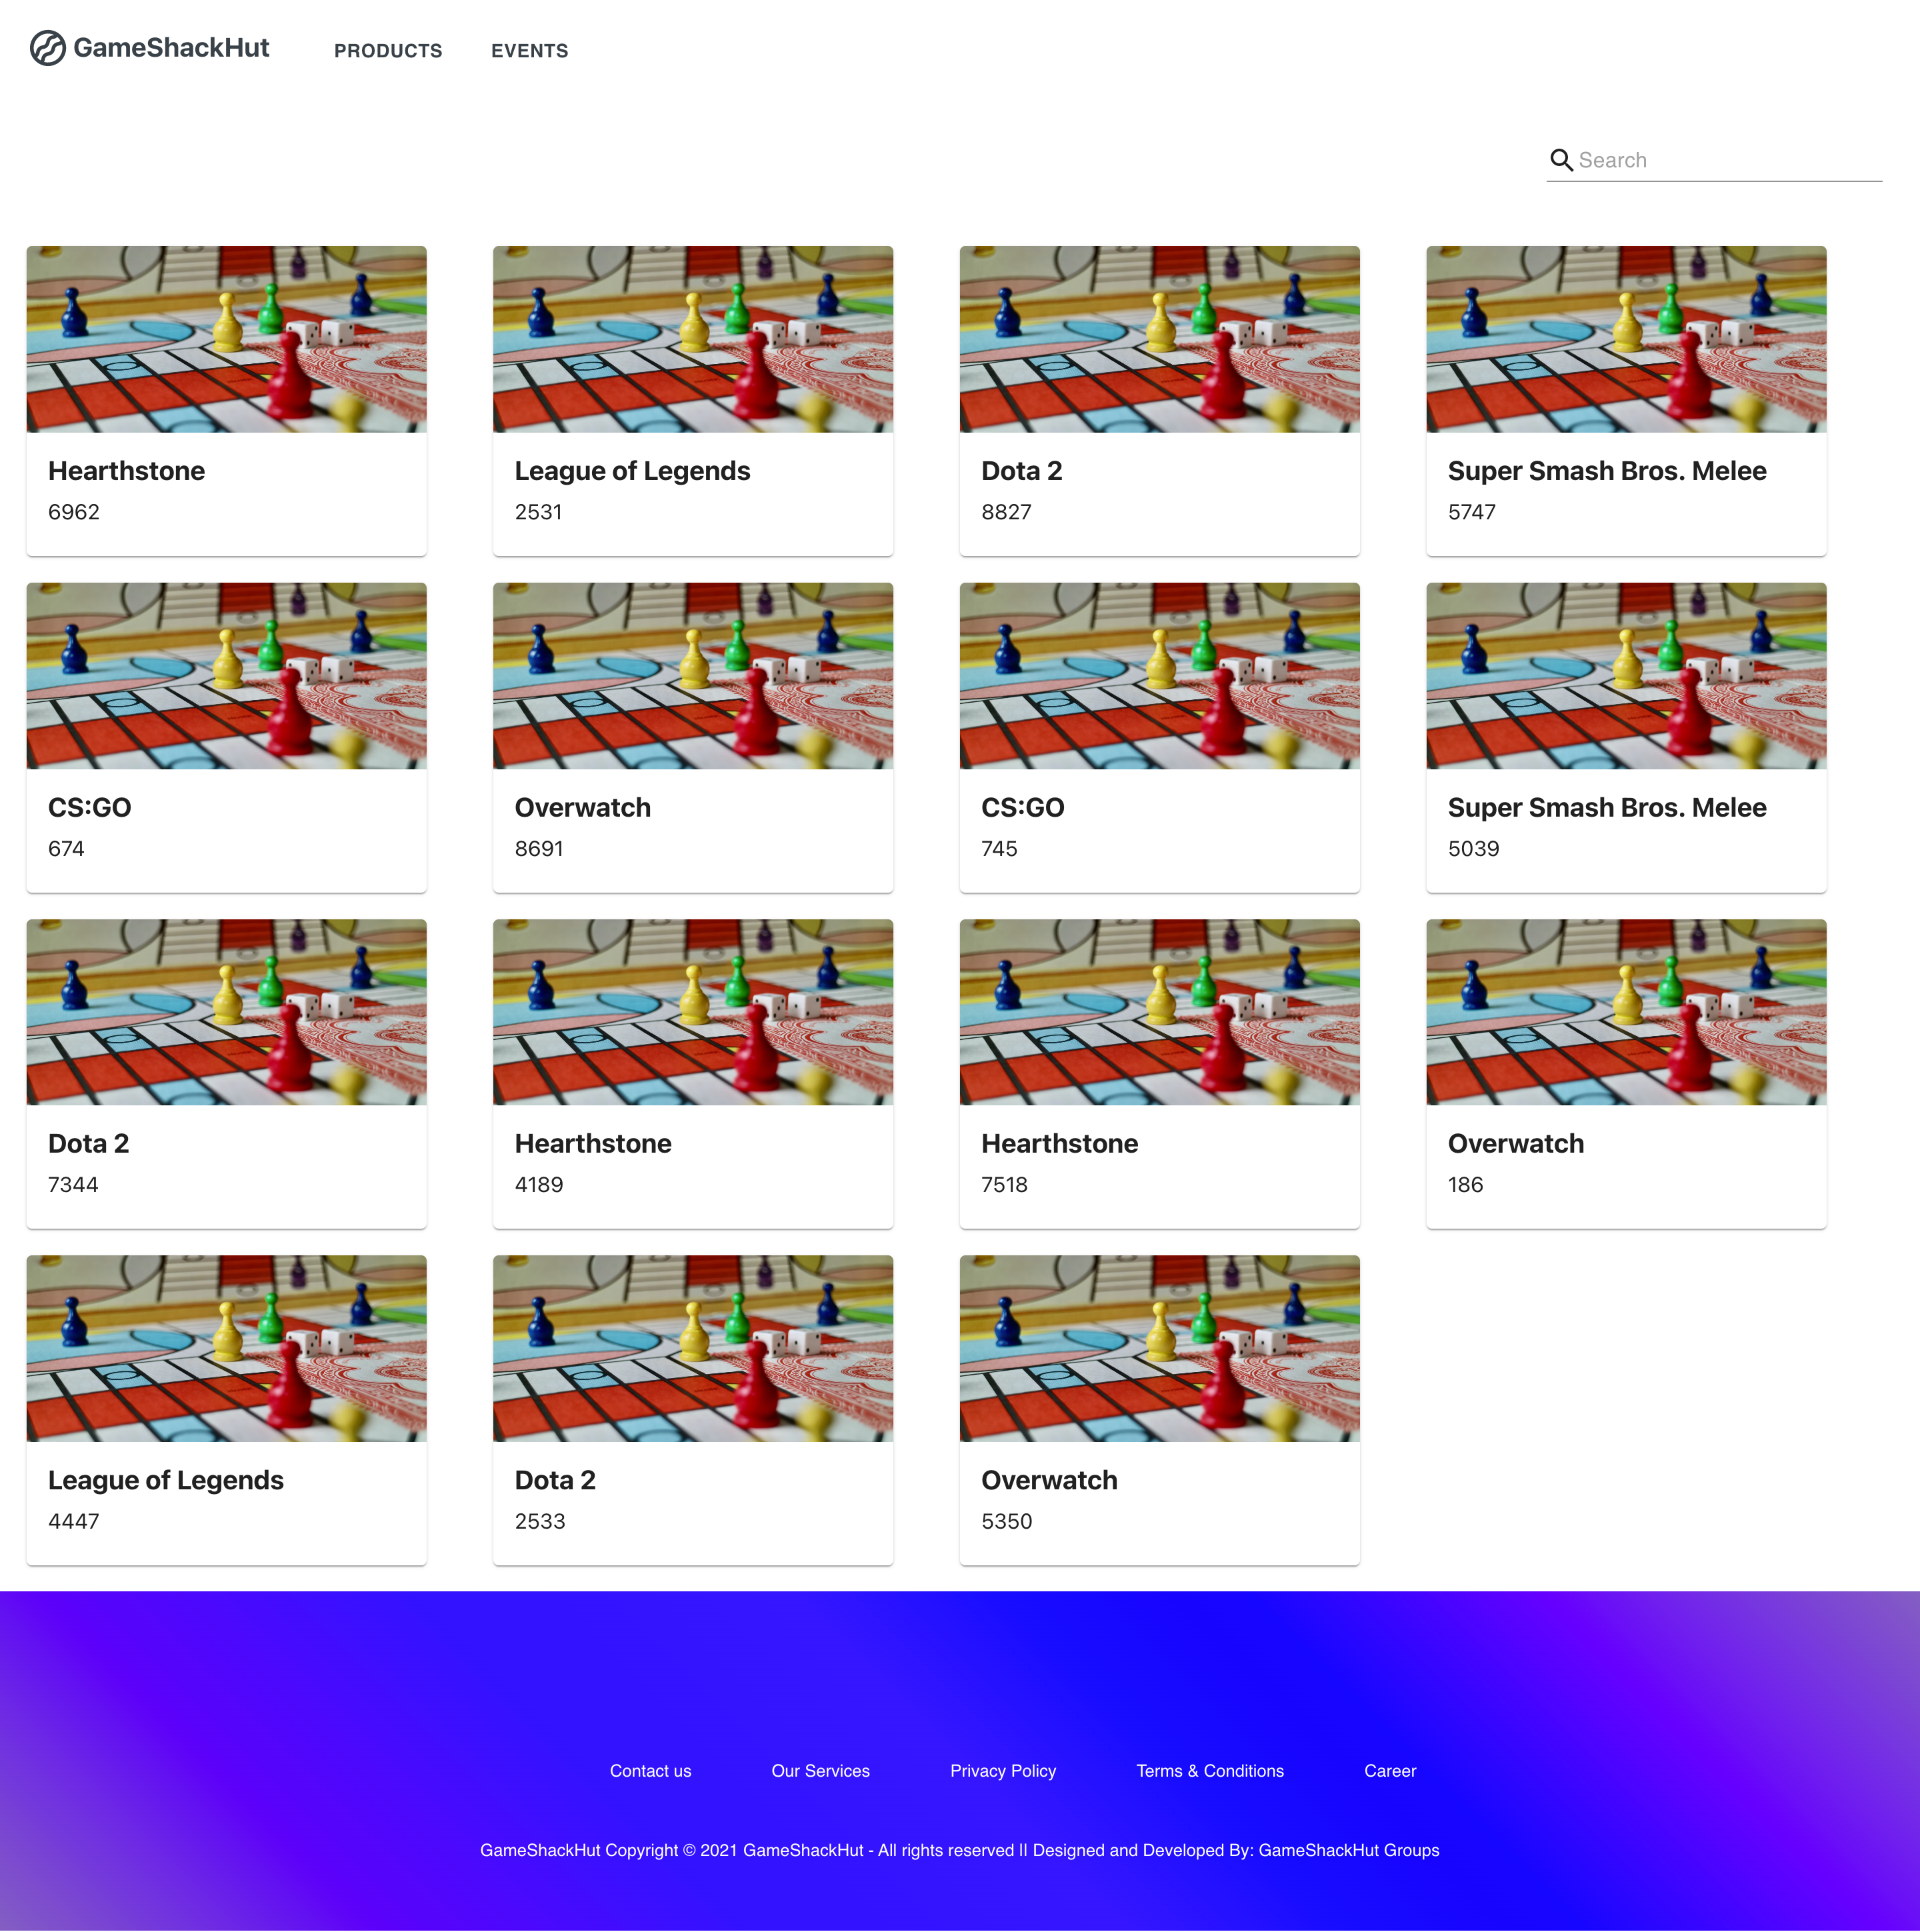 GameShackHut
PRODUCTS
EVENTS
Search
Hearthstone
6962
League of Legends
2531
Dota 2
8827
Super Smash Bros. Melee
5747
CS:GO
674
Overwatch
8691
CS:GO
745
Super Smash Bros. Melee
5039
Dota 2
7344
Hearthstone
4189
Hearthstone
7518
Overwatch
186
League of Legends
4447
Dota 2
2533
Overwatch
5350
Contact us
Our Services
Privacy Policy
Terms & Conditions
Career
GameShackHut Copyright © 2021 GameShackHut - All rights reserved || Designed and Developed By: GameShackHut Groups